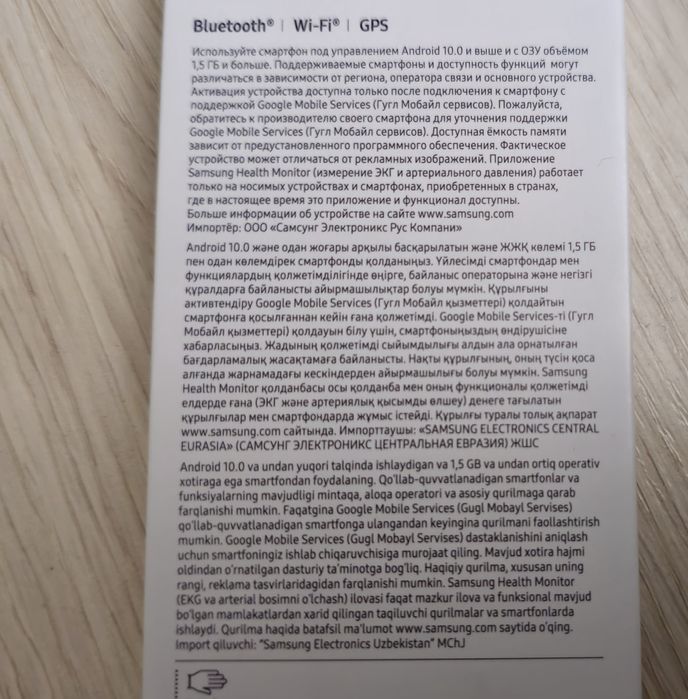 Bluetooth® | Wi-Fi® | GPS
Используйте смартфон под управлением Android 10.0 и выше и с ОЗУ объёмом
1,5 ГБ и больше. Поддерживаемые смартфоны и доступность функций могут
различаться в зависимости от региона, оператора связи и основного устройства.
Активация устройства доступна только после подключения к смартфону с
поддержкой Google Mobile Services (Гугл Мобайл сервисов). Пожалуйста,
обратитесь к производителю своего смартфона для уточнения поддержки
Google Mobile Services (Гугл Мобайл сервисов). Доступная ёмкость памяти
зависит от предустановленного программного обеспечения. Фактическое
устройство может отличаться от рекламных изображений. Приложение
Samsung Health Monitor (измерение ЭКГ и артериального давления) работает
только на носимых устройствах и смартфонах, приобретенных в странах,
где в настоящее время это приложение и функционал доступны.
Больше информации об устройстве на сайте www.samsung.com
Импортёр: ООО «Самсунг Электроникс Рус Компани»
Android 10.0 және одан жоғары арқылы басқарылатын және ЖЖҚ көлемі 1,5 ГБ
пен одан көлемдірек смартфонды қолданыңыз. Үйлесімді смартфондар мен
функциялардың қолжетімділігінде өңірге, байланыс операторына және негізгі
құралдарға байланысты айырмашылықтар болуы мүмкін. Құрылғыны
активтендіру Google Mobile Services (Гугл Мобайл қызметтері) қолдайтын
смартфонға қосылғаннан кейін ғана қолжетімді. Google Mobile Services-ті (Гугл
Мобайл қызметтері) қолдауын білу үшін, смартфоныңыздың өндірушісіне
хабарласыңыз. Жадының қолжетімді сыйымдылығы алдын ала орнатылған
бағдарламалық жасақтамаға байланысты. Нақты құрылғының, оның түсін қоса
алғанда жарнамадағы кескіндерден айырмашылығы болуы мүмкін. Samsung
Health Monitor қолданбасы осы қолданба мен оның функционалы қолжетімді
елдерде ғана (ЭКГ және артериялық қысымды өлшеу) денеге тағылатын
құрылғылар мен смартфондарда жұмыс істейді. Құрылғы туралы толық ақпарат
www.samsung.com сайтында. Импорттаушы: «SAMSUNG ELECTRONICS CENTRAL
EURASIA» (САМСУНГ ЭЛЕКТРОНИКС ЦЕНТРАЛЬНАЯ ЕВРАЗИЯ) ЖШС
Android 10.0 va undan yuqori talqinda ishlaydigan va 1,5 GB va undan ortiq operativ
xotiraga ega smartfondan foydalaning. Qo'llab-quvvatlanadigan smartfonlar va
funksiyalarning mavjudligi mintaqa, aloqa operatori va asosiy qurilmaga qarab
farqlanishi mumkin. Faqatgina Google Mobile Services (Gugl Mobayl Servises)
qo'llab-quvvatlanadigan smartfonga ulangandan keyingina qurilmani faollashtirish
mumkin. Google Mobile Services (Gugl Mobayl Servises) dastaklanishini aniqlash
uchun smartfoningiz ishlab chiqaruvchisiga murojaat qiling. Mavjud xotira hajmi
oldindan o'rnatilgan dasturiy ta'minotga bog'liq. Haqiqiy qurilma, xususan uning
rangi, reklama tasvirlaridagidan farqlanishi mumkin. Samsung Health Monitor
(EKG va arterial bosimni o'lchash) ilovasi faqat mazkur ilova va funksional mavjud
bo'lgan mamlakatlardan xarid qilingan taqiluvchi qurilmalar va smartfonlarda
ishlaydi. Qurilma haqida batafsil ma'lumot www.samsung.com saytida o'qing.
Import qiluvchi: "Samsung Electronics Uzbekistan" MChJ